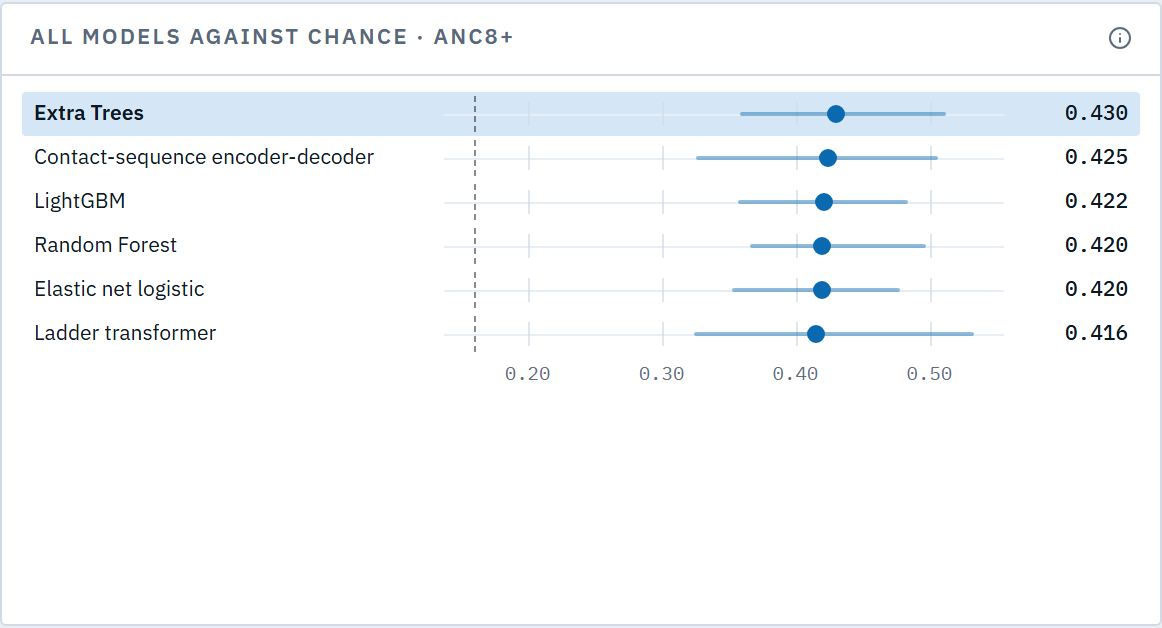 ALL MODELS AGAINST CHANCE · ANC8+
Extra Trees 0.430
Contact-sequence encoder-decoder 0.425
LightGBM 0.422
Random Forest 0.420
Elastic net logistic 0.420
Ladder transformer 0.416
0.20 0.30 0.40 0.50